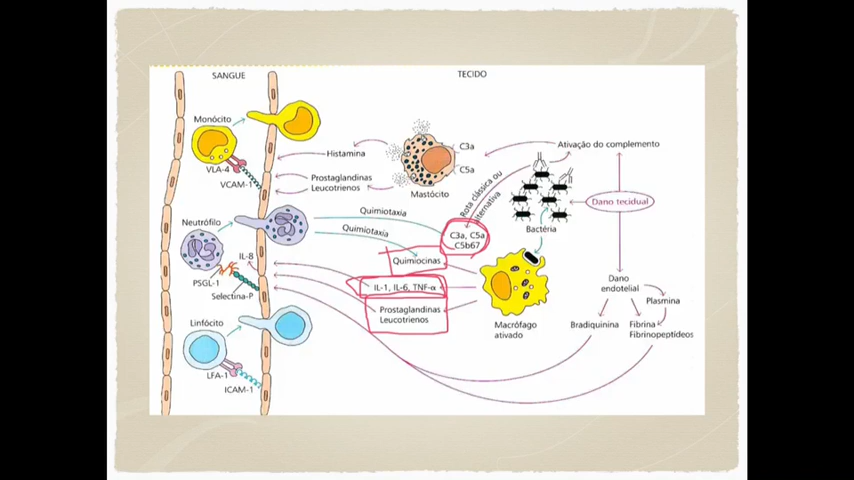 SANGUE
TECIDO
Monócito
VLA-4
VCAM-1
Histamina
Prostaglandinas
Leucotrienos
Mastócito
C3a
C5a
Ativação do complemento
Rota clássica ou
alternativa
Dano tecidual
Bactéria
Neutrófilo
Quimiotaxia
Quimiotaxia
C3a, C5a
C5b67
Quimiocinas
IL-8
PSGL-1
Selectina-P
IL-1, IL-6, TNF-α
Prostaglandinas
Leucotrienos
Macrófago
ativado
Dano
endotelial
Plasmina
Bradiquinina
Fibrina
Fibrinopeptídeos
Linfócito
LFA-1
ICAM-1